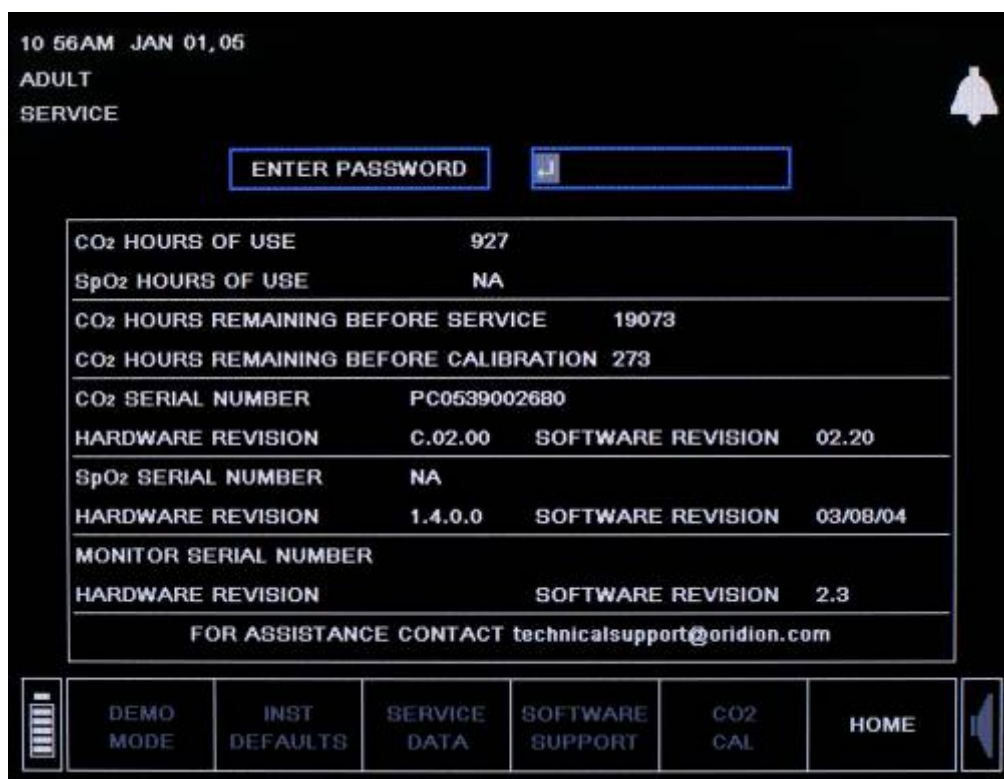 10 56AM JAN 01,05
ADULT
SERVICE
ENTER PASSWORD
CO2 HOURS OF USE 927
SpO2 HOURS OF USE NA
CO2 HOURS REMAINING BEFORE SERVICE 19073
CO2 HOURS REMAINING BEFORE CALIBRATION 273
CO2 SERIAL NUMBER PC0539002680
HARDWARE REVISION C.02.00 SOFTWARE REVISION 02.20
SpO2 SERIAL NUMBER NA
HARDWARE REVISION 1.4.0.0 SOFTWARE REVISION 03/08/04
MONITOR SERIAL NUMBER
HARDWARE REVISION SOFTWARE REVISION 2.3
FOR ASSISTANCE CONTACT technicalsupport@oridion.com
DEMO MODE
INST DEFAULTS
SERVICE DATA
SOFTWARE SUPPORT
CO2 CAL
HOME